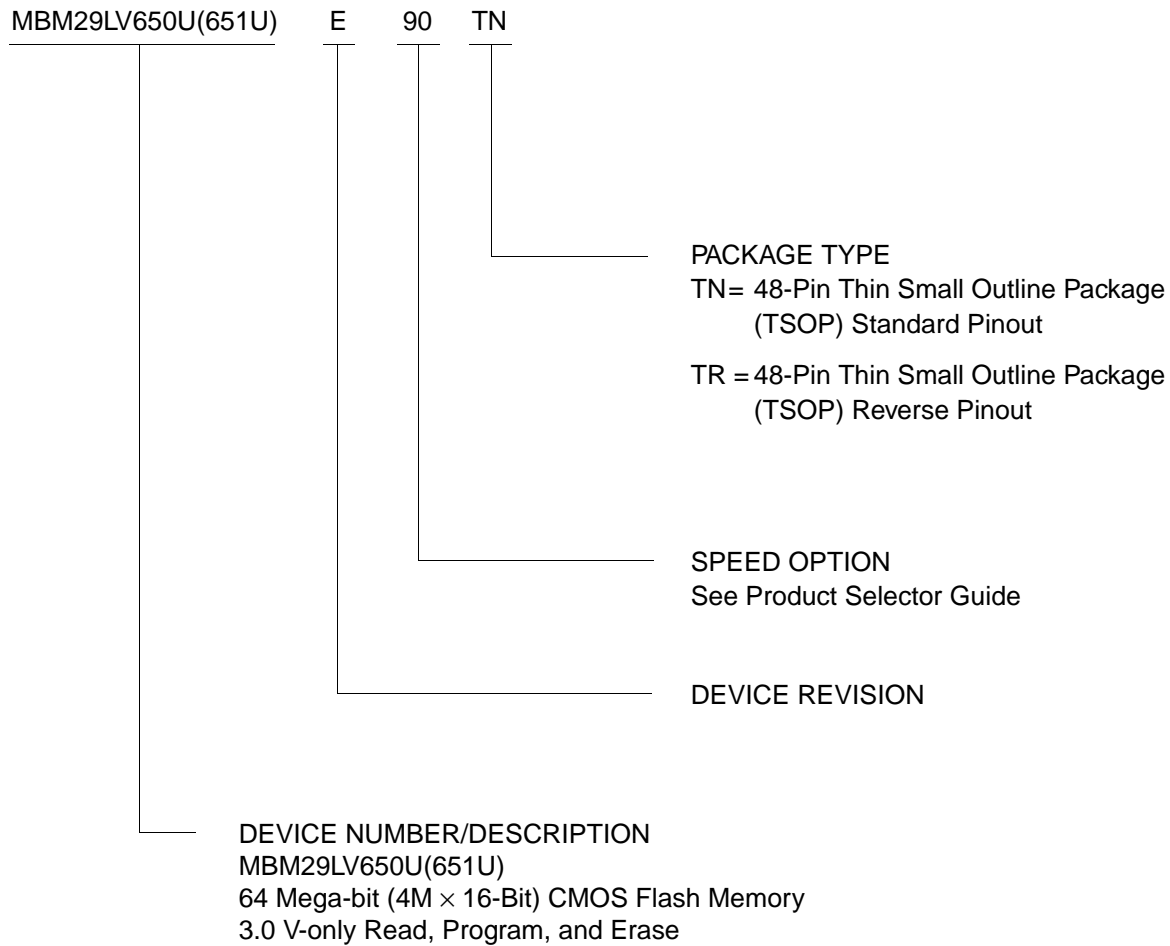 MBM29LV650U(651U) E 90 TN
PACKAGE TYPE
TN= 48-Pin Thin Small Outline Package
(TSOP) Standard Pinout
TR = 48-Pin Thin Small Outline Package
(TSOP) Reverse Pinout
SPEED OPTION
See Product Selector Guide
DEVICE REVISION
DEVICE NUMBER/DESCRIPTION
MBM29LV650U(651U)
64 Mega-bit (4M × 16-Bit) CMOS Flash Memory
3.0 V-only Read, Program, and Erase